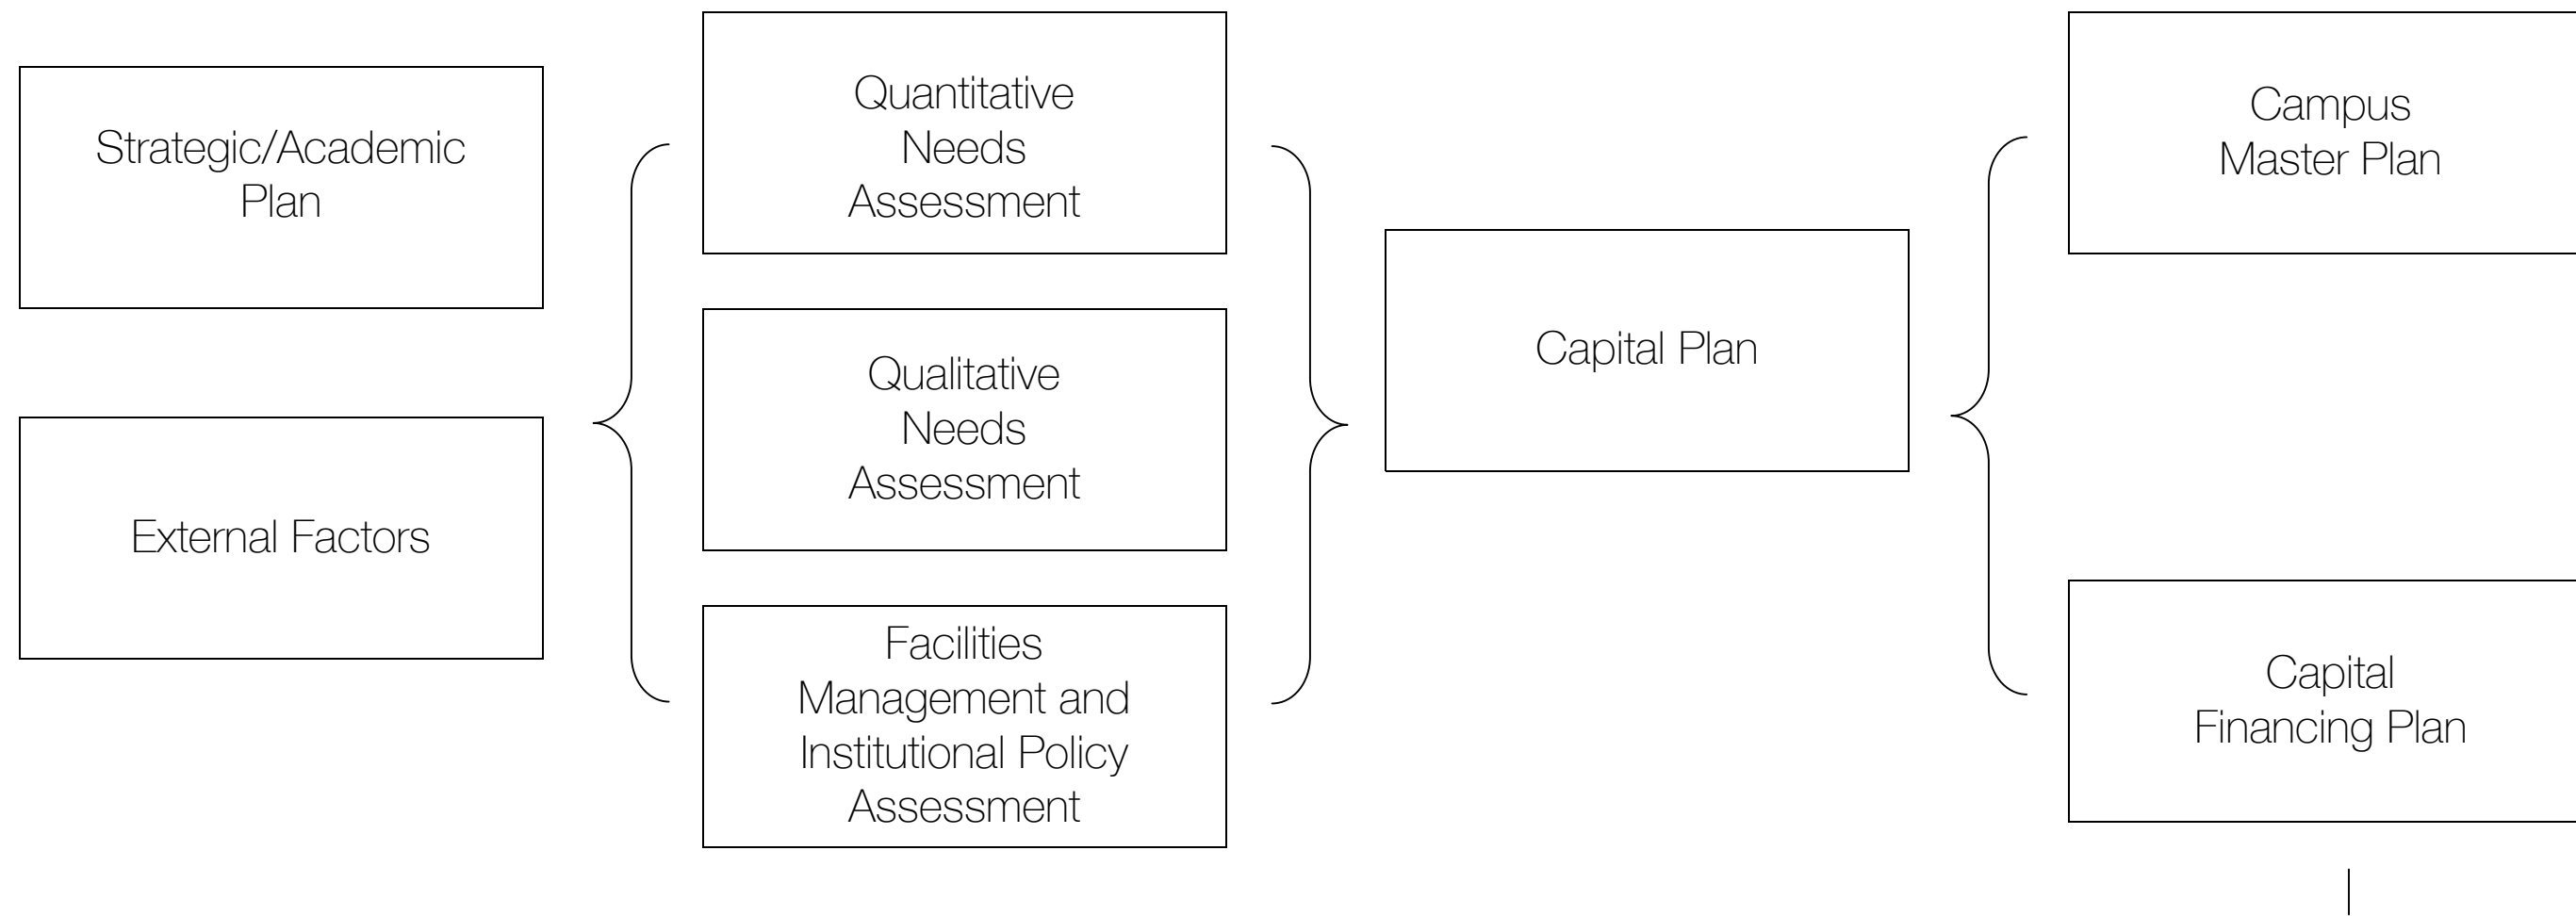 Strategic/Academic
Plan
External Factors
Quantitative
Needs
Assessment
Qualitative
Needs
Assessment
Facilities
Management and
Institutional Policy
Assessment
Capital Plan
Campus
Master Plan
Capital
Financing Plan